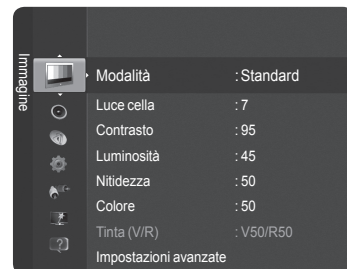 Immagine
Modalità : Standard
Luce cella : 7
Contrasto : 95
Luminosità : 45
Nitidezza : 50
Colore : 50
Tinta (V/R) : V50/R50
Impostazioni avanzate